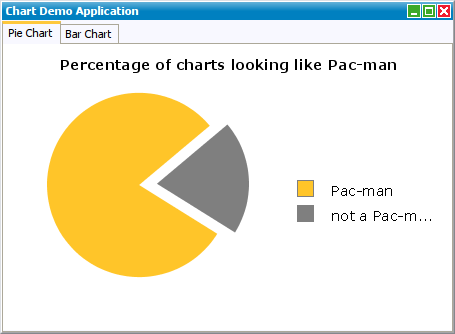 Chart Demo Application
Pie Chart Bar Chart
Percentage of charts looking like Pac-man
Pac-man
not a Pac-m...